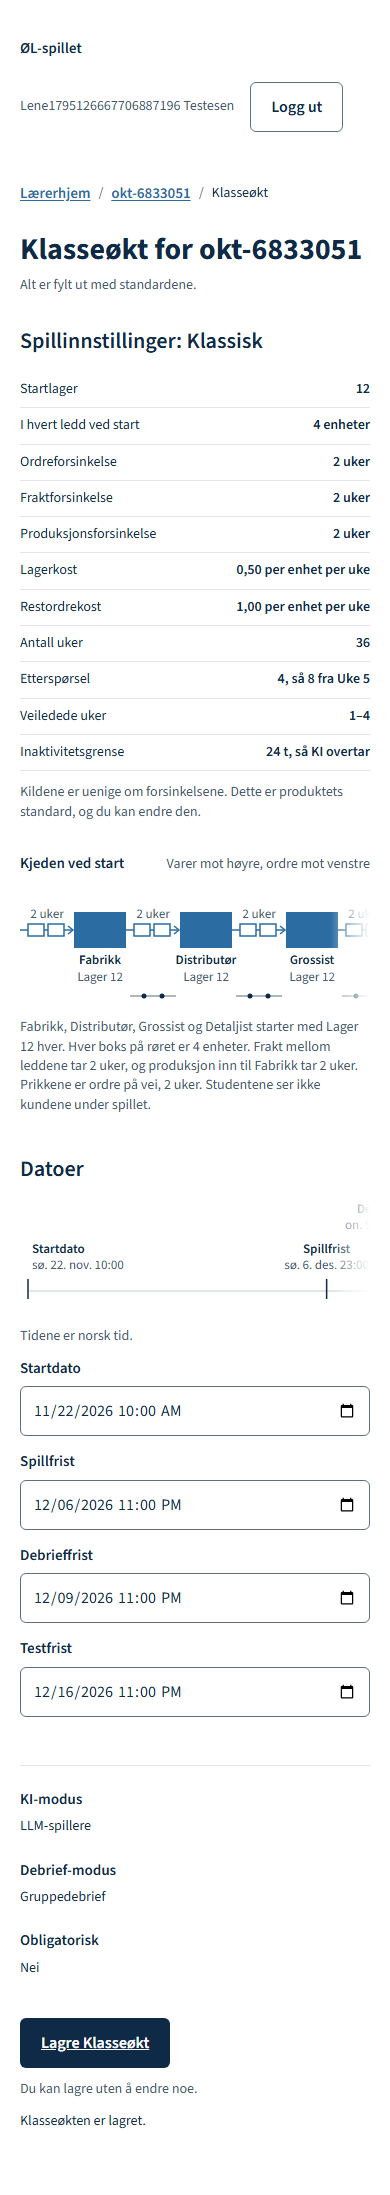 ØL-spillet
Lene1795126667706887196 Testesen
Logg ut
Lærerhjem / okt-6833051 / Klasseøkt
Klasseøkt for okt-6833051
Alt er fylt ut med standardene.
Spillinnstillinger: Klassisk
Startlager 12
I hvert ledd ved start 4 enheter
Ordreforsinkelse 2 uker
Fraktforsinkelse 2 uker
Produksjonsforsinkelse 2 uker
Lagerkost 0,50 per enhet per uke
Restordrekost 1,00 per enhet per uke
Antall uker 36
Etterspørsel 4, så 8 fra Uke 5
Veiledede uker 1–4
Inaktivitetsgrense 24 t, så KI overtar
Kildene er uenige om forsinkelsene. Dette er produktets
standard, og du kan endre den.
Kjeden ved start Varer mot høyre, ordre mot venstre
2 uker 2 uker 2 uker 2
Fabrikk Distributør Grossist
Lager 12 Lager 12 Lager 12
Fabrikk, Distributør, Grossist og Detaljist starter med Lager
12 hver. Hver boks på røret er 4 enheter. Frakt mellom
leddene tar 2 uker, og produksjon inn til Fabrikk tar 2 uker.
Prikkene er ordre på vei, 2 uker. Studentene ser ikke
kundene under spillet.
Datoer
on.
Startdato Spillfrist
sø. 22. nov. 10:00 sø. 6. des. 23:00
Tidene er norsk tid.
Startdato
11/22/2026 10:00 AM
Spillfrist
12/06/2026 11:00 PM
Debrieffrist
12/09/2026 11:00 PM
Testfrist
12/16/2026 11:00 PM
KI-modus
LLM-spillere
Debrief-modus
Gruppedebrief
Obligatorisk
Nei
Lagre Klasseøkt
Du kan lagre uten å endre noe.
Klasseøkten er lagret.